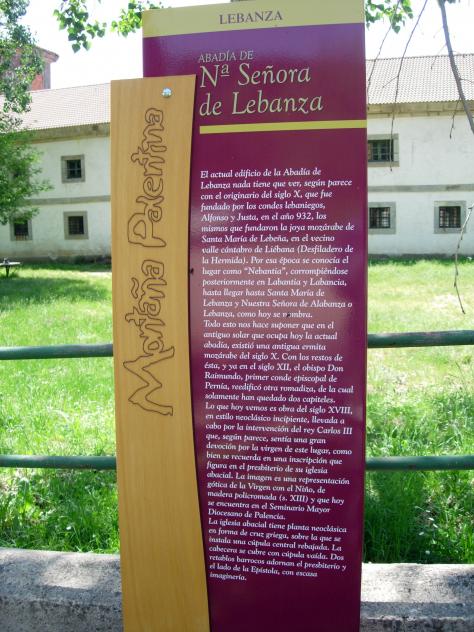 LEBANZA
ABADÍA DE
Nª Señora
de Lebanza
Montaña Palentina
El actual edificio de la Abadía de
Lebanza nada tiene que ver, según parece
con el originario del siglo X, que fue
fundado por los condes lebaniegos,
Alfonso y Justa, en el año 932, los
mismos que fundaron la joya mozárabe de
Santa María de Lebeña, en el vecino
valle cántabro de Liébana (Desfiladero de
la Hermida). Por esa época se conocía el
lugar como "Nebantia", corrompiéndose
posteriormente en Labantía y Labancia,
hasta llegar hasta Santa María de
Lebanza y Nuestra Señora de Alabanza o
Lebanza, como hoy se nombra.
Todo esto nos hace suponer que en el
antiguo solar que ocupa hoy la actual
abadía, existió una antigua ermita
mozárabe del siglo X. Con los restos de
ésta, y ya en el siglo XII, el obispo Don
Raimundo, primer conde episcopal de
Pernía, reedificó otra romadiza, de la cual
solamente han quedado dos capiteles.
Lo que hoy vemos es obra del siglo XVIII,
en estilo neoclásico incipiente, llevada a
cabo por la intervención del rey Carlos III
que, según parece, sentía una gran
devoción por la virgen de este lugar, como
bien se recuerda en una inscripción que
figura en el presbiterio de su iglesia
abacial. La imagen es una representación
gótica de la Virgen con el Niño, de
madera policromada (s. XIII) y que hoy
se encuentra en el Seminario Mayor
Diocesano de Palencia.
La iglesia abacial tiene planta neoclásica
en forma de cruz griega, sobre la que se
instala una cúpula central rebajada. La
cabecera se cubre con cúpula vaída. Dos
retablos barrocos adornan el presbiterio y
el lado de la Epístola, con escasa
imaginería.